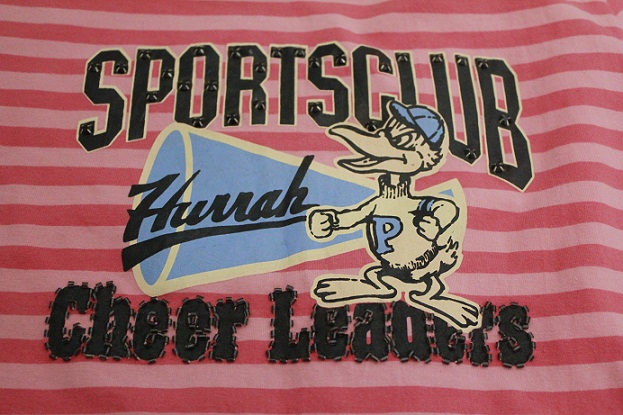 SPORTSCLUB
Hurrah
P
Cheer Leaders